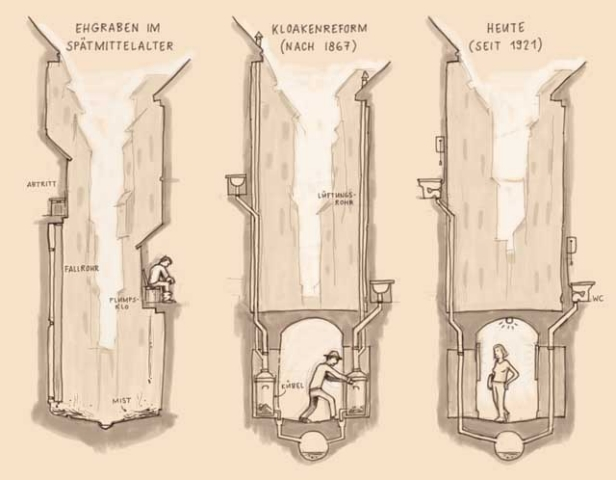 EHGRABEN IM
SPÄTMITTELALTER
ABTRITT
FALLROHR
PLUMPS-
KLO
MIST
KLOAKENREFORM
(NACH 1867)
LÜFTUNGS-
ROHR
KÜBEL
HEUTE
(SEIT 1921)
WC